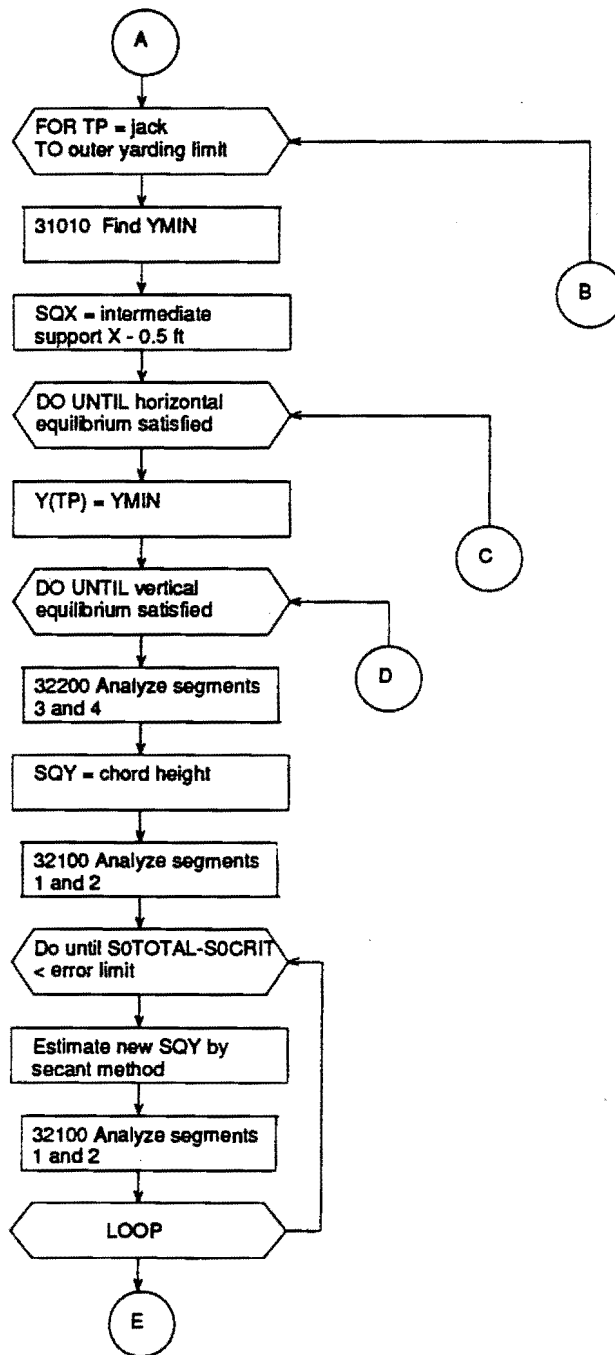 A
FOR TP = jack
TO outer yarding limit
31010 Find YMIN
B
SQX = intermediate
support X - 0.5 ft
DO UNTIL horizontal
equilibrium satisfied
Y(TP) = YMIN
C
DO UNTIL vertical
equilibrium satisfied
D
32200 Analyze segments
3 and 4
SQY = chord height
32100 Analyze segments
1 and 2
Do until S0TOTAL-S0CRIT
< error limit
Estimate new SQY by
secant method
32100 Analyze segments
1 and 2
LOOP
E